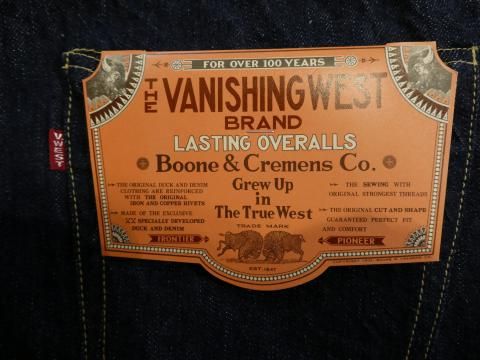 FOR OVER 100 YEARS
THE VANISHING WEST
BRAND
LASTING OVERALLS
Boone & Cremens Co.
Grew Up
in
The True West
THE ORIGINAL DUCK AND DENIM
CLOTHING ARE REINFORCED
WITH THE ORIGINAL
IRON AND COPPER RIVETS
MADE OF THE EXCLUSIVE
XX SPECIALLY DEVELOPED
DUCK AND DENIM
THE SEWING WITH
ORIGINAL STRONGEST THREADS
THE ORIGINAL CUT AND SHAPE
GUARANTEED PERFECT FIT
AND COMFORT
TRADE MARK
FRONTIER
PIONEER
EST. 1847
VWEST